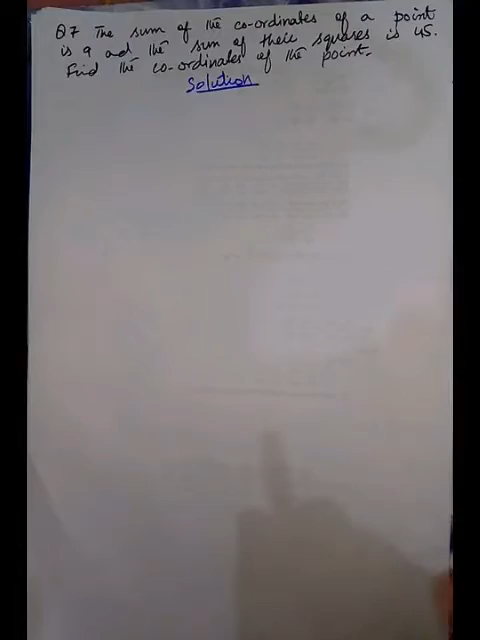 Q7 The sum of the co-ordinates of a point
is 9 ad the sum of their squares is 45.
Find the co-ordinates of the point.
Solution